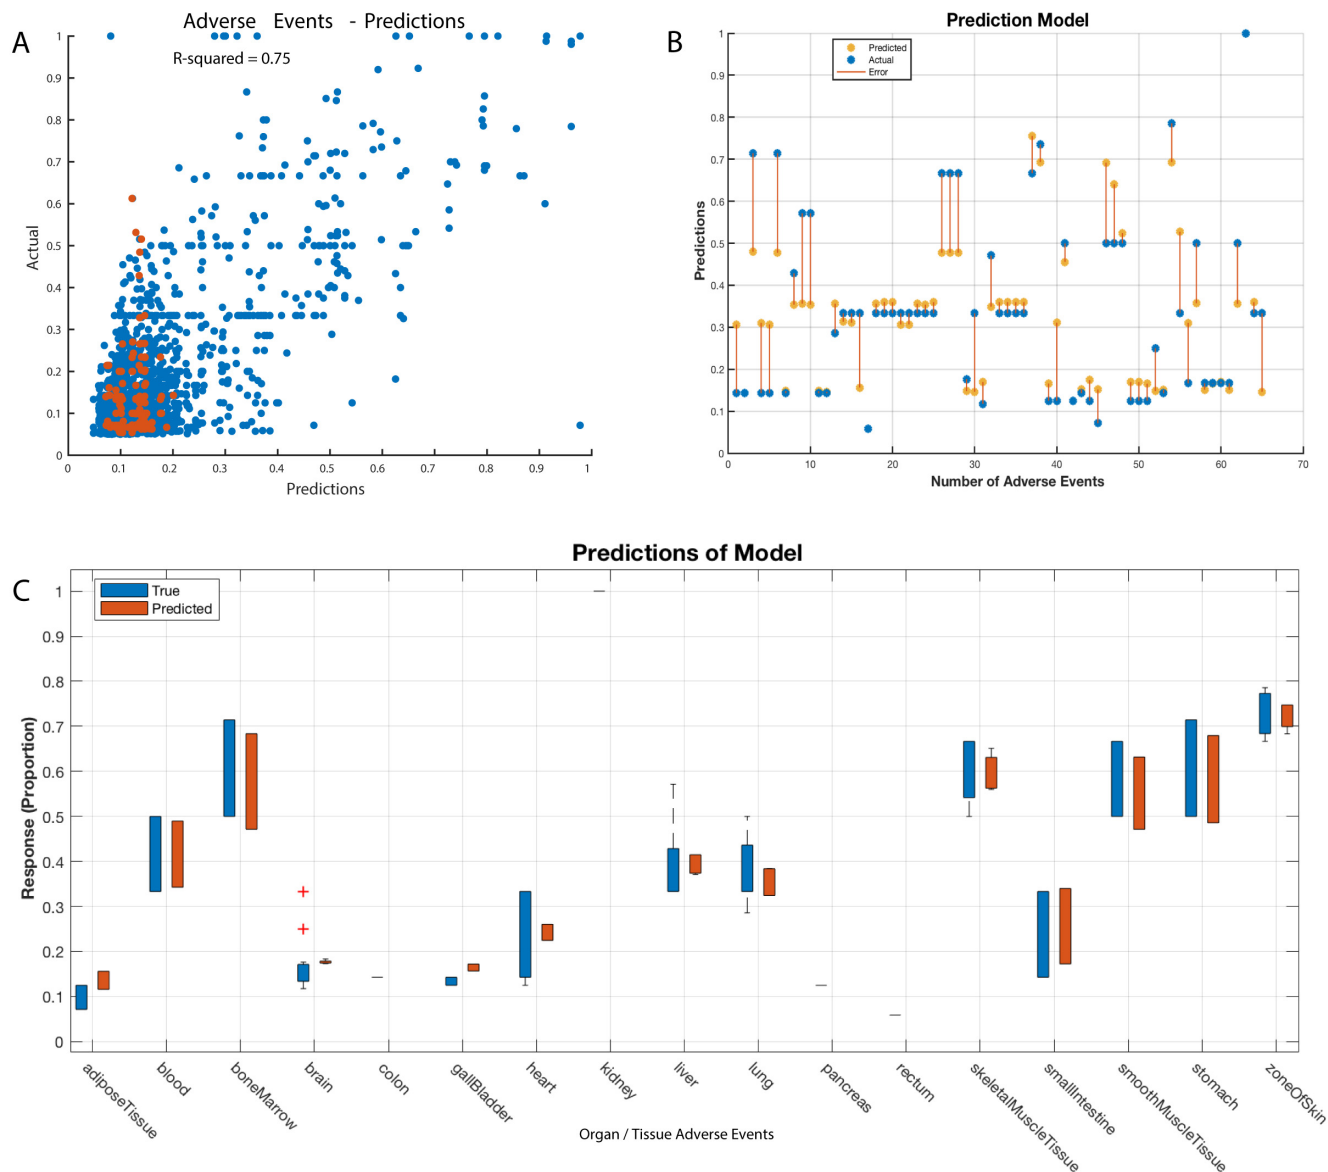 A
Adverse Events - Predictions
R-squared = 0.75
Actual
1
0.9
0.8
0.7
0.6
0.5
0.4
0.3
0.2
0.1
0
0 0.1 0.2 0.3 0.4 0.5 0.6 0.7 0.8 0.9 1
Predictions
B
Prediction Model
Predicted
Actual
Error
Predictions
1
0.9
0.8
0.7
0.6
0.5
0.4
0.3
0.2
0.1
0
0 10 20 30 40 50 60 70
Number of Adverse Events
C
Predictions of Model
True
Predicted
Response (Proportion)
1
0.9
0.8
0.7
0.6
0.5
0.4
0.3
0.2
0.1
0
adiposeTissue
blood
boneMarrow
brain
colon
gallBladder
heart
kidney
liver
lung
pancreas
rectum
skeletalMuscleTissue
smallIntestine
smoothMuscleTissue
stomach
zoneOfSkin
Organ / Tissue Adverse Events